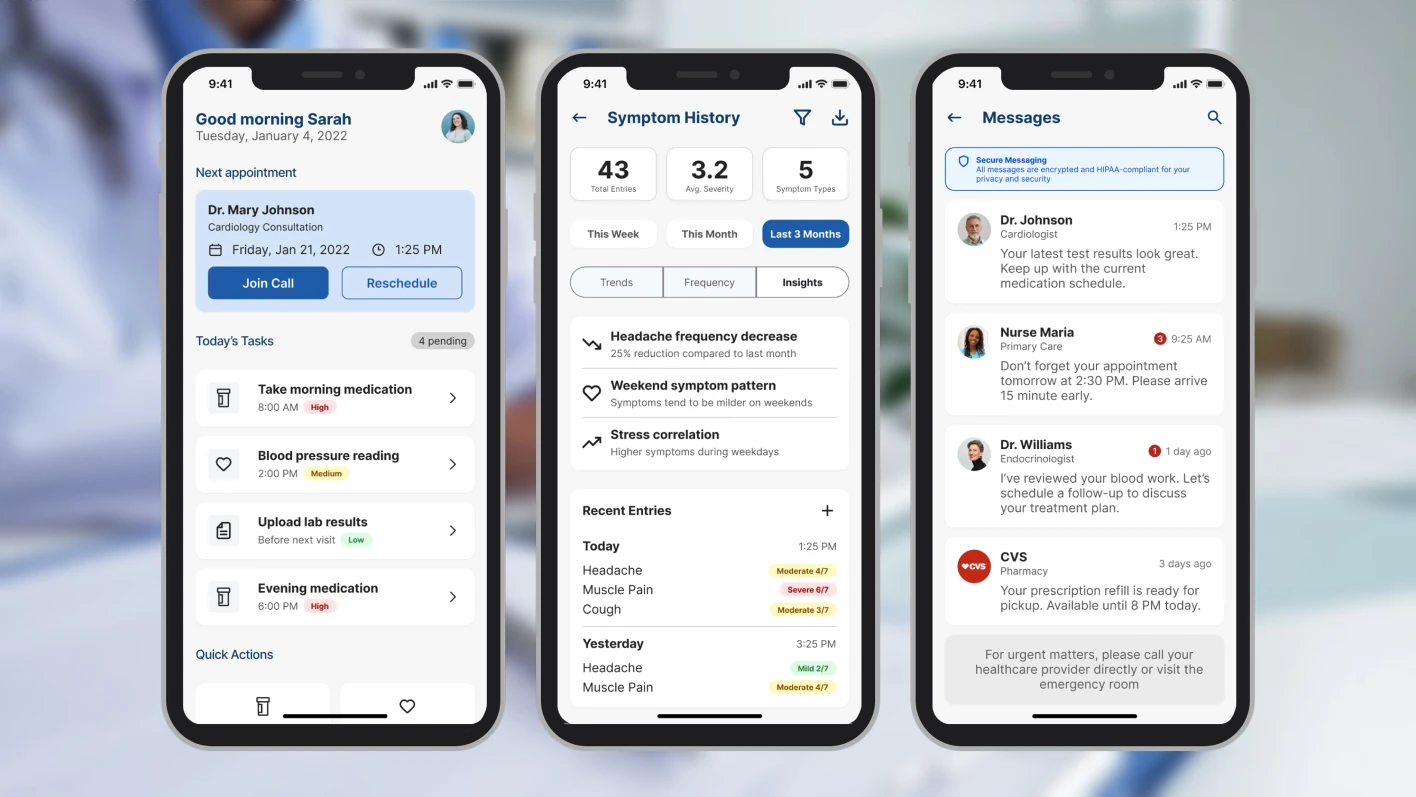 9:41
Good morning Sarah
Tuesday, January 4, 2022
Next appointment
Dr. Mary Johnson
Cardiology Consultation
Friday, Jan 21, 2022 1:25 PM
Join Call Reschedule
Today's Tasks 4 pending
Take morning medication
8:00 AM High
Blood pressure reading
2:00 PM Medium
Upload lab results
Before next visit Low
Evening medication
6:00 PM High
Quick Actions
9:41
Symptom History
43 3.2 5
Total Entries Avg. Severity Symptom Types
This Week This Month Last 3 Months
Trends Frequency Insights
Headache frequency decrease
25% reduction compared to last month
Weekend symptom pattern
Symptoms tend to be milder on weekends
Stress correlation
Higher symptoms during weekdays
Recent Entries
Today 1:25 PM
Headache Moderate 4/7
Muscle Pain Severe 6/7
Cough Moderate 3/7
Yesterday 3:25 PM
Headache Mild 2/7
Muscle Pain Moderate 4/7
9:41
Messages
Secure Messaging
All messages are encrypted and HIPAA-compliant for your
privacy and security
Dr. Johnson 1:25 PM
Cardiologist
Your latest test results look great.
Keep up with the current
medication schedule.
Nurse Maria 3 9:25 AM
Primary Care
Don't forget your appointment
tomorrow at 2:30 PM. Please arrive
15 minute early.
Dr. Williams 1 1 day ago
Endocrinologist
I've reviewed your blood work. Let's
schedule a follow-up to discuss
your treatment plan.
CVS
CVS 3 days ago
Pharmacy
Your prescription refill is ready for
pickup. Available until 8 PM today.
For urgent matters, please call your
healthcare provider directly or visit the
emergency room